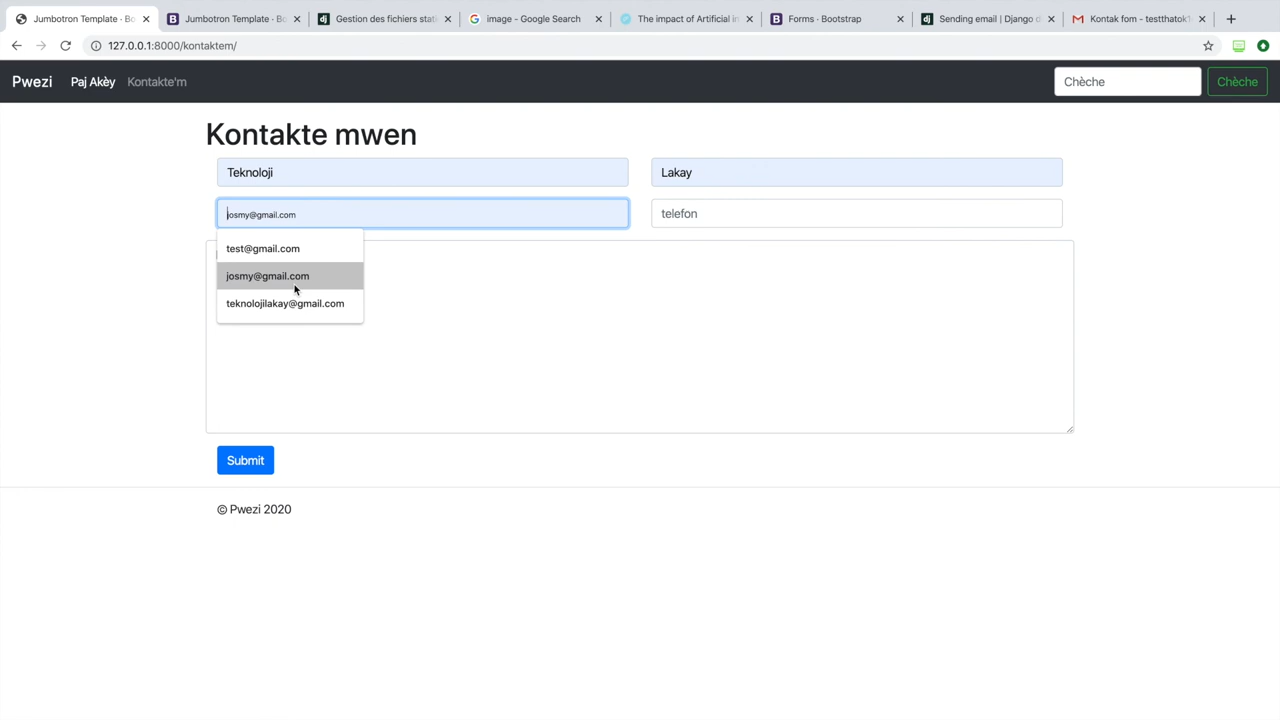 Jumbotron Template · Bo
Jumbotron Template · Bo
Gestion des fichiers stati
image - Google Search
The impact of Artificial in
Forms · Bootstrap
Sending email | Django d
Kontak fom - testthatok1
127.0.0.1:8000/kontaktem/
Pwezi
Paj Akèy
Kontakte'm
Chèche
Chèche
Kontakte mwen
Teknoloji
Lakay
josmy@gmail.com
telefon
test@gmail.com
josmy@gmail.com
teknolojilakay@gmail.com
Submit
© Pwezi 2020